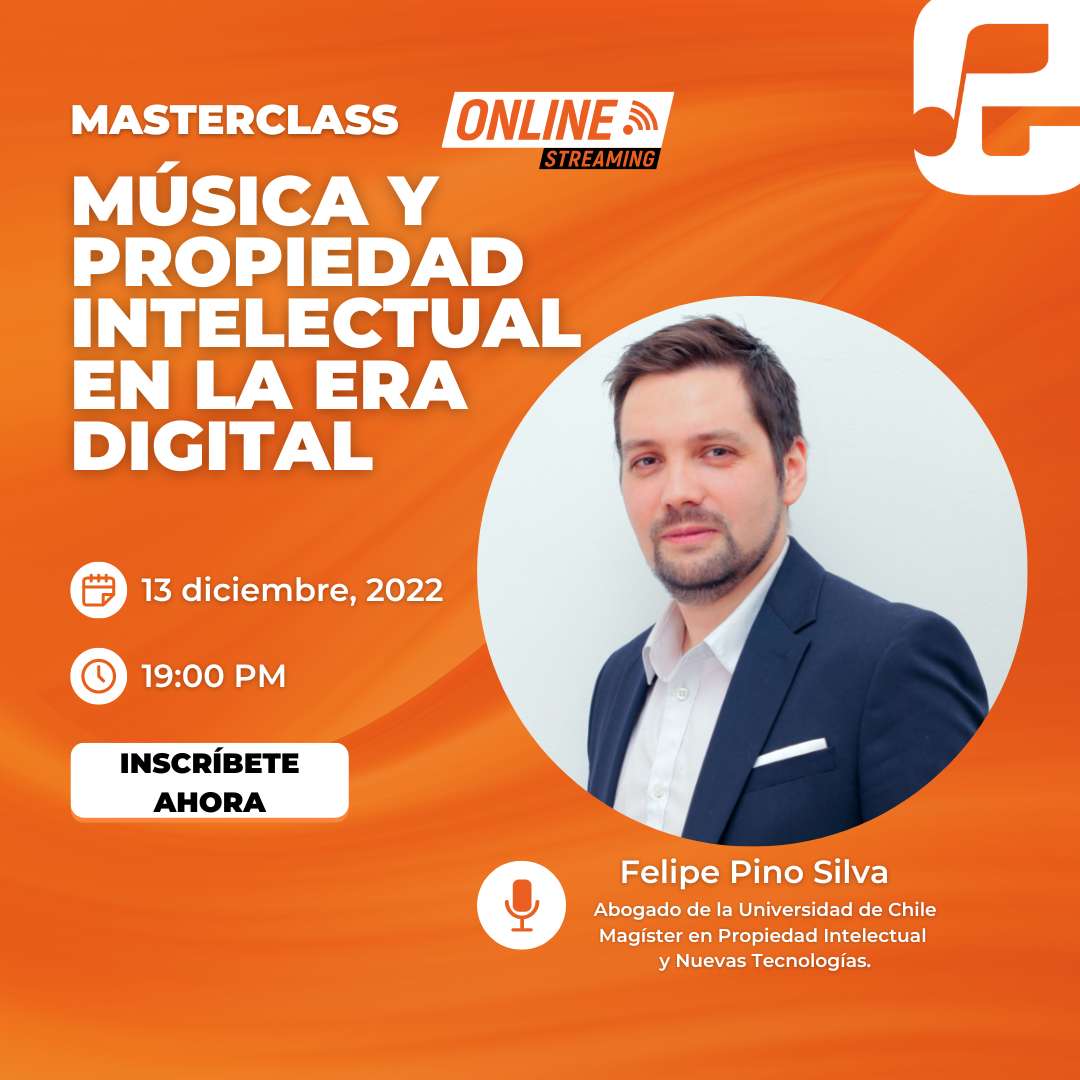 MASTERCLASS
ONLINE
STREAMING
MÚSICA Y
PROPIEDAD
INTELECTUAL
EN LA ERA
DIGITAL
13 diciembre, 2022
19:00 PM
INSCRÍBETE
AHORA
Felipe Pino Silva
Abogado de la Universidad de Chile
Magíster en Propiedad Intelectual
y Nuevas Tecnologías.